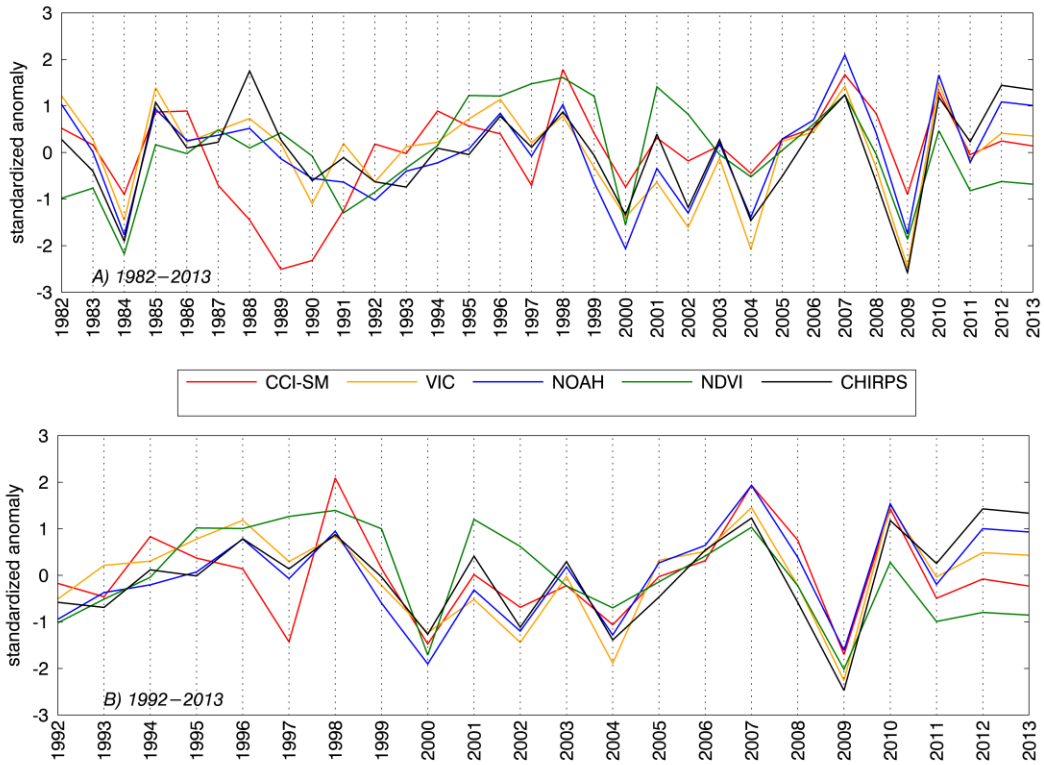 3
2
1
0
-1
-2
-3
standardized anomaly
A) 1982−2013
1982 1983 1984 1985 1986 1987 1988 1989 1990 1991 1992 1993 1994 1995 1996 1997 1998 1999 2000 2001 2002 2003 2004 2005 2006 2007 2008 2009 2010 2011 2012 2013
CCI-SM VIC NOAH NDVI CHIRPS
3
2
1
0
-1
-2
-3
standardized anomaly
B) 1992−2013
1992 1993 1994 1995 1996 1997 1998 1999 2000 2001 2002 2003 2004 2005 2006 2007 2008 2009 2010 2011 2012 2013